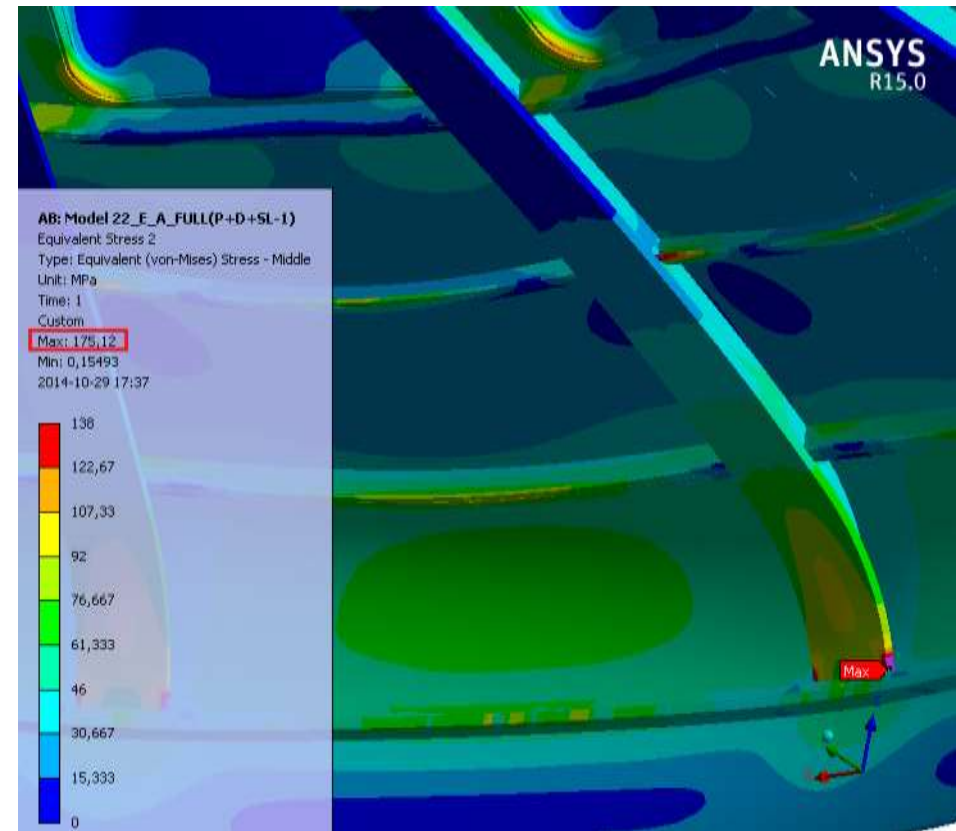 ANSYS
R15.0
AB: Model 22_E_A_FULL(P+D+SL-1)
Equivalent Stress 2
Type: Equivalent (von-Mises) Stress - Middle
Unit: MPa
Time: 1
Custom
Max: 175,12
Min: 0,15493
2014-10-29 17:37
138
122,67
107,33
92
76,667
61,333
46
30,667
15,333
0
Max